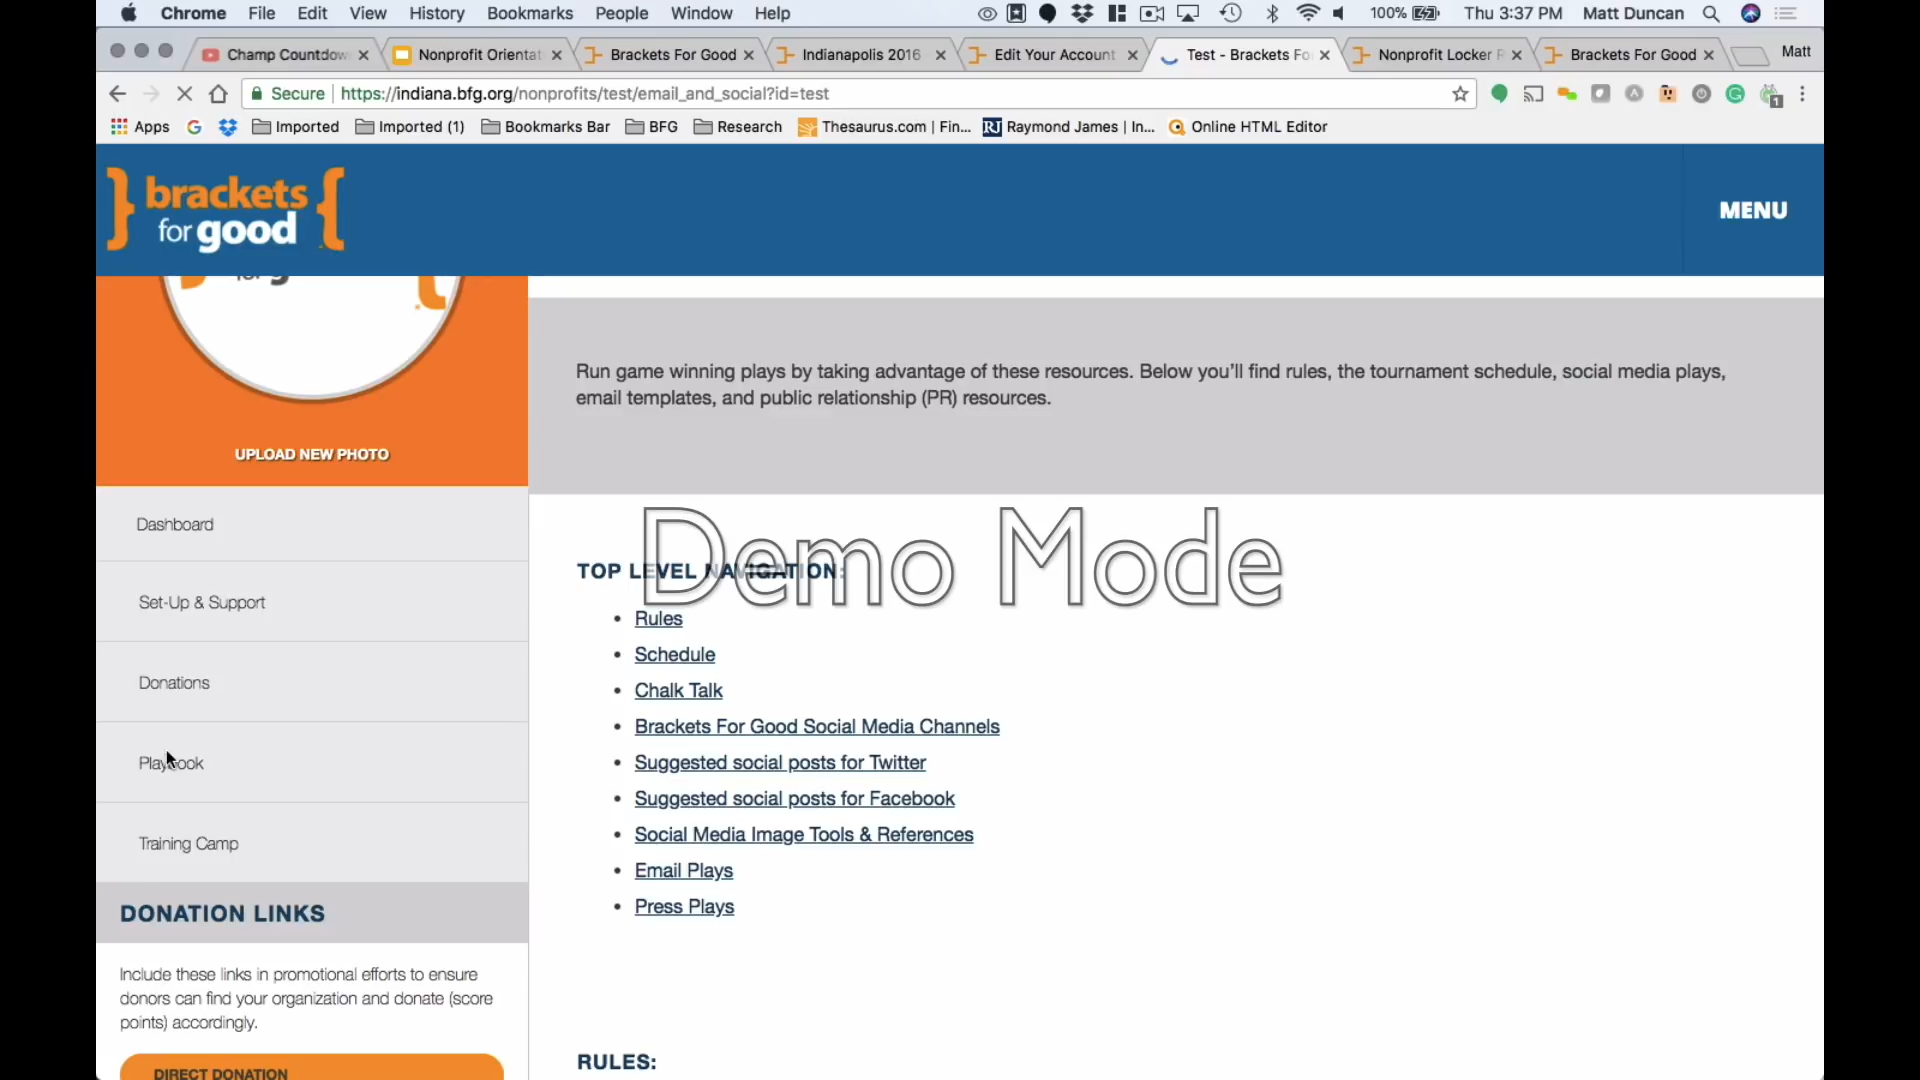 Chrome File Edit View History Bookmarks People Window Help 100% Thu 3:37 PM Matt Duncan
Champ Countdow Nonprofit Orientat Brackets For Good Indianapolis 2016 Edit Your Account Test - Brackets Fo Nonprofit Locker R Brackets For Good Matt
Secure https://indiana.bfg.org/nonprofits/test/email_and_social?id=test
Apps Imported Imported (1) Bookmarks Bar BFG Research Thesaurus.com | Fin... RJ Raymond James | In... Online HTML Editor
brackets
for good
MENU
Run game winning plays by taking advantage of these resources. Below you'll find rules, the tournament schedule, social media plays,
email templates, and public relationship (PR) resources.
UPLOAD NEW PHOTO
Dashboard
Set-Up & Support
Donations
Playbook
Training Camp
DONATION LINKS
Include these links in promotional efforts to ensure
donors can find your organization and donate (score
points) accordingly.
DIRECT DONATION
Demo Mode
TOP LEVEL NAVIGATION:
• Rules
• Schedule
• Chalk Talk
• Brackets For Good Social Media Channels
• Suggested social posts for Twitter
• Suggested social posts for Facebook
• Social Media Image Tools & References
• Email Plays
• Press Plays
RULES: